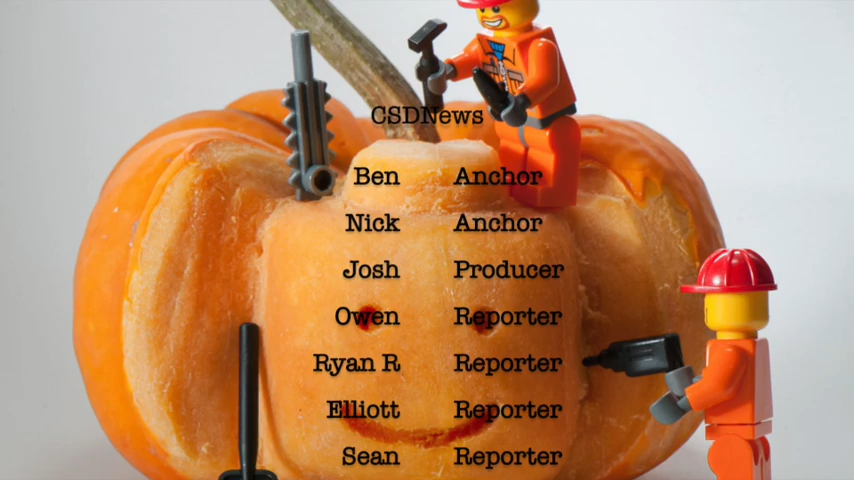 CSDNews
Ben Anchor
Nick Anchor
Josh Producer
Owen Reporter
Ryan R Reporter
Elliott Reporter
Sean Reporter